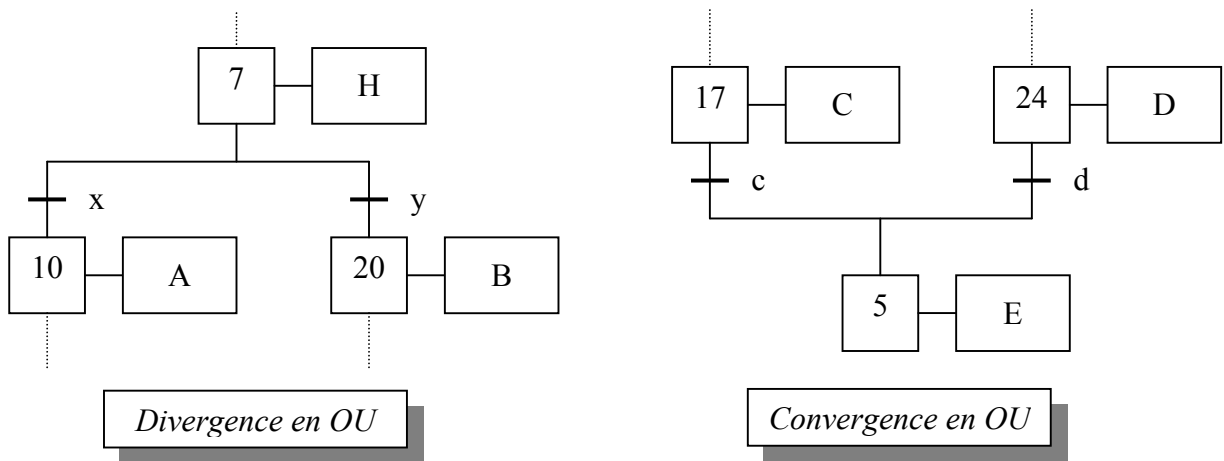 7 H
x y
10 A 20 B
Divergence en OU
17 C 24 D
c d
5 E
Convergence en OU